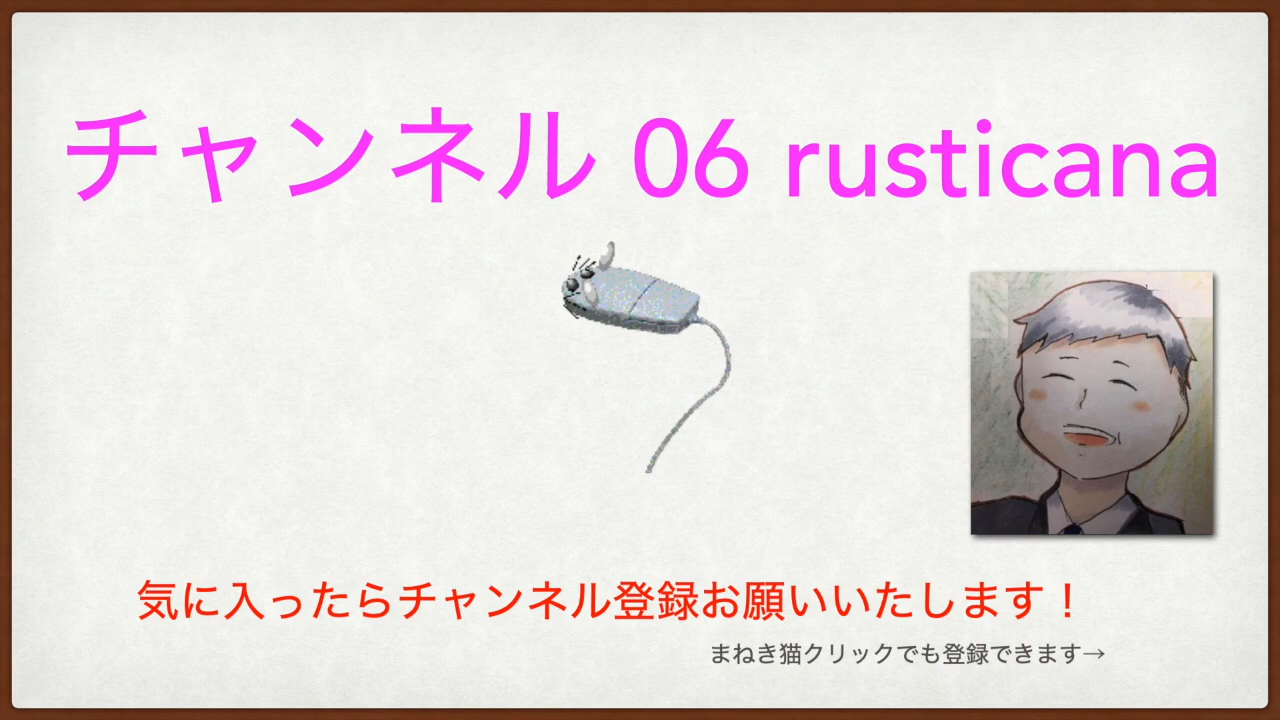 チャンネル 06 rusticana
気に入ったらチャンネル登録お願いいたします！
まねき猫クリックでも登録できます→